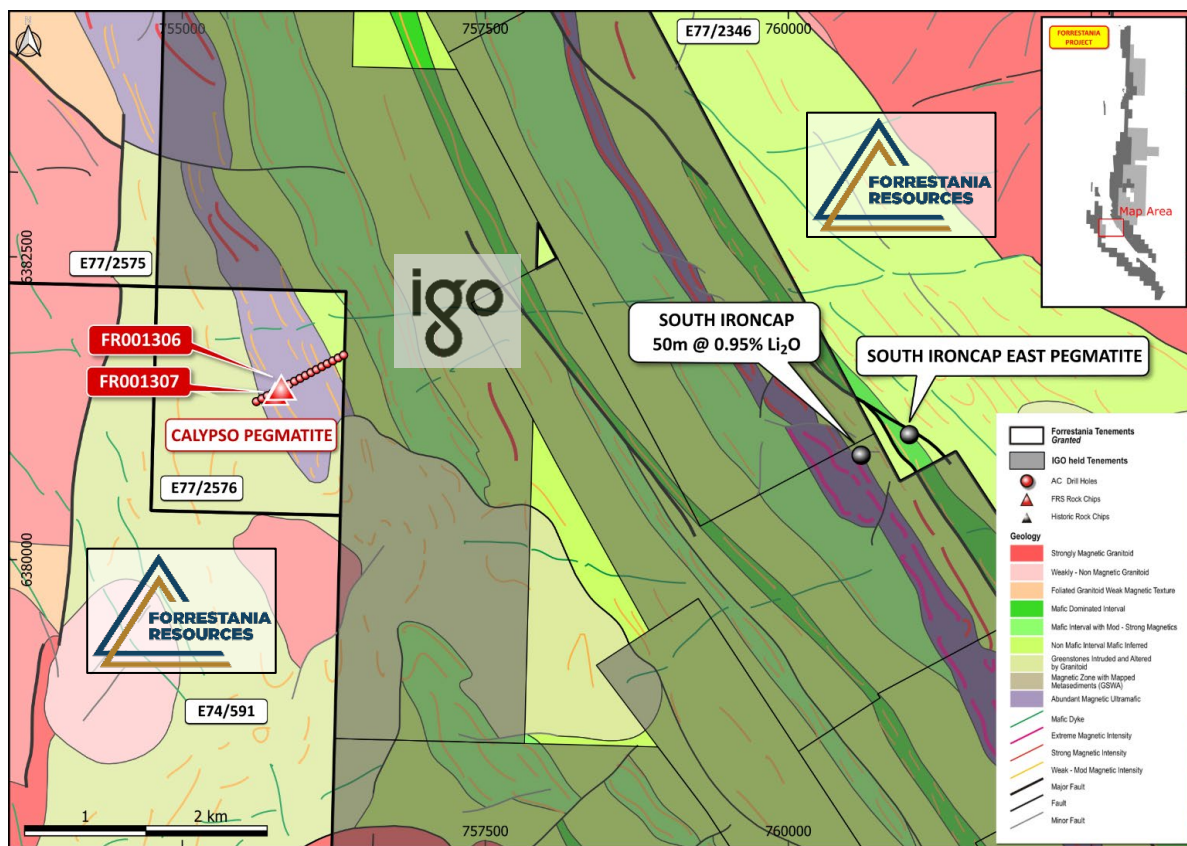 N
755000
757500
760000
E77/2346
FORRESTANIA
PROJECT
Map Area
FORRESTANIA
RESOURCES
6382500
E77/2575
igo
FR001306
FR001307
SOUTH IRONCAP
50m @ 0.95% Li₂O
SOUTH IRONCAP EAST PEGMATITE
CALYPSO PEGMATITE
E77/2576
6380000
FORRESTANIA
RESOURCES
E74/591
1
2 km
757500
760000
Forrestania Tenements
Granted
IGO held Tenements
AC Drill Holes
FRS Rock Chips
Historic Rock Chips
Geology
Strongly Magnetic Granitoid
Weakly - Non Magnetic Granitoid
Foliated Granitoid Weak Magnetic Texture
Mafic Dominated Interval
Mafic Interval with Mod - Strong Magnetics
Non Mafic Interval Mafic Inferred
Greenstones Intruded and Altered
by Granitoid
Magnetic Zone with Mapped
Metasediments (GSWA)
Abundant Magnetic Ultramafic
Mafic Dyke
Extreme Magnetic Intensity
Strong Magnetic Intensity
Weak - Mod Magnetic Intensity
Major Fault
Fault
Minor Fault